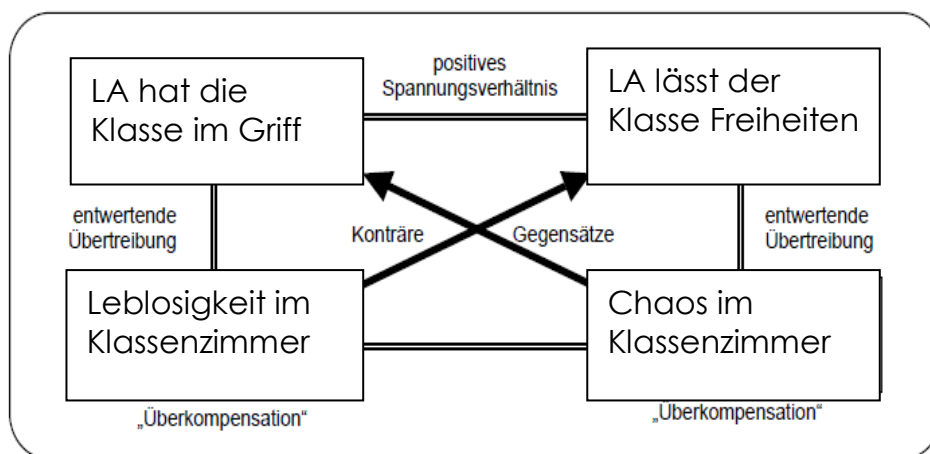 positives
Spannungsverhältnis
LA hat die
Klasse im Griff
LA lässt der
Klasse Freiheiten
entwertende
Übertreibung
Konträre
Gegensätze
entwertende
Übertreibung
Leblosigkeit im
Klassenzimmer
Chaos im
Klassenzimmer
„Überkompensation“
„Überkompensation“